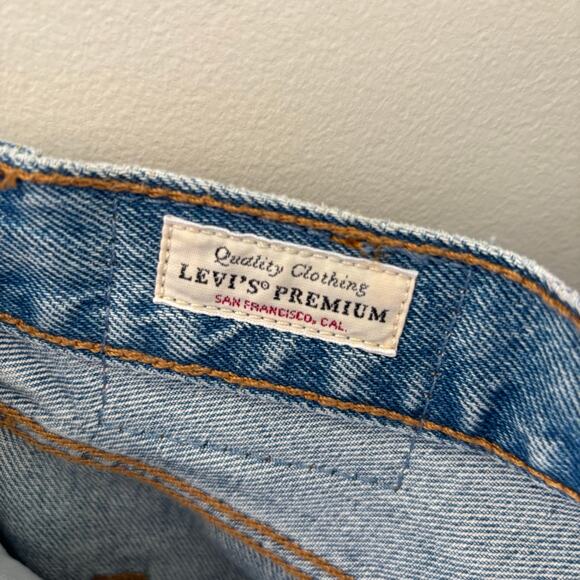 Quality Clothing
LEVI'S® PREMIUM
SAN FRANCISCO, CAL.